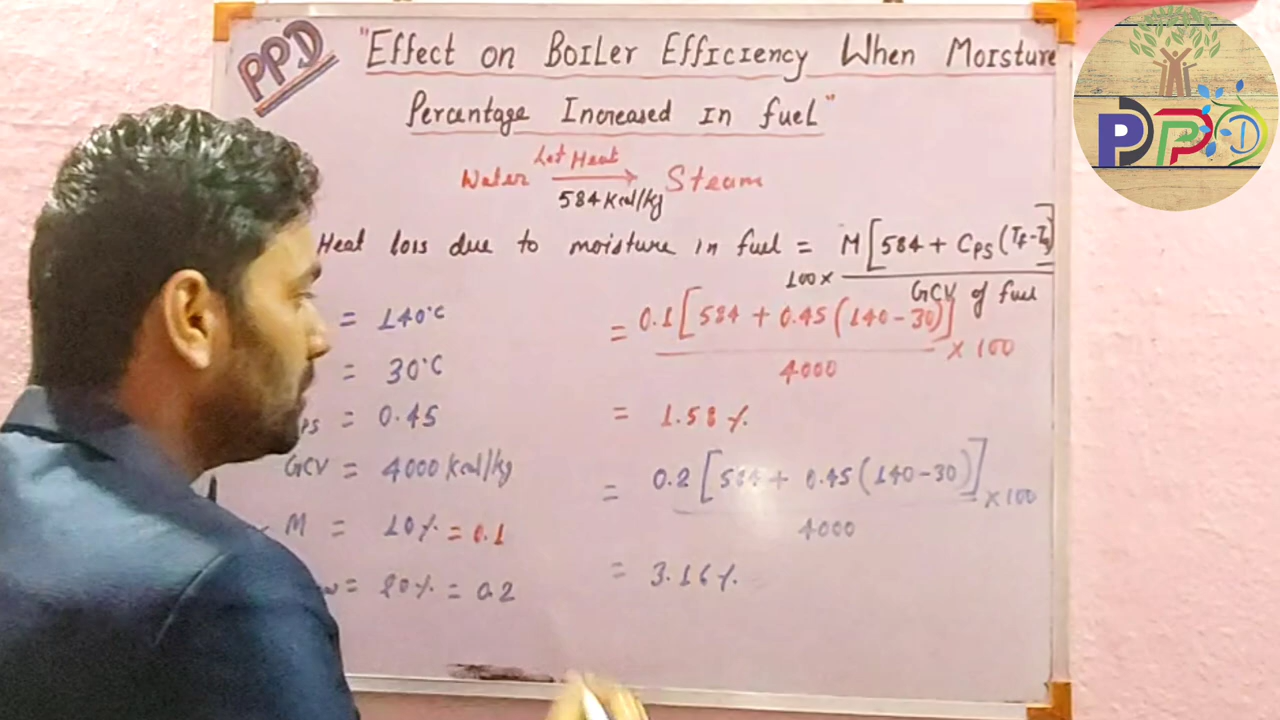 PPD
"Effect on Boiler Efficiency When Moisture
Percentage Increased In fuel"
Water Lat Heat → Steam
584 Kcal/kg
Heat loss due to moisture in fuel = M[584 + CPS(Tf-Ta)]
100 x GCV of fuel
= 140°C
= 0.1[584 + 0.45(140-30)] x 100
4000
= 30°C
PS = 0.45
= 1.58%
GCV = 4000 Kcal/kg
= 0.2[584 + 0.45(140-30)] x 100
4000
M = 10% = 0.1
= 20% = 0.2
= 3.16%
PPD